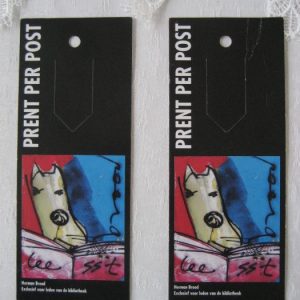 PRENT PER POST
Herman Brood
Exclusief voor leden van de bibliotheek
PRENT PER POST
Herman Brood
Exclusief voor leden van de bibliotheek